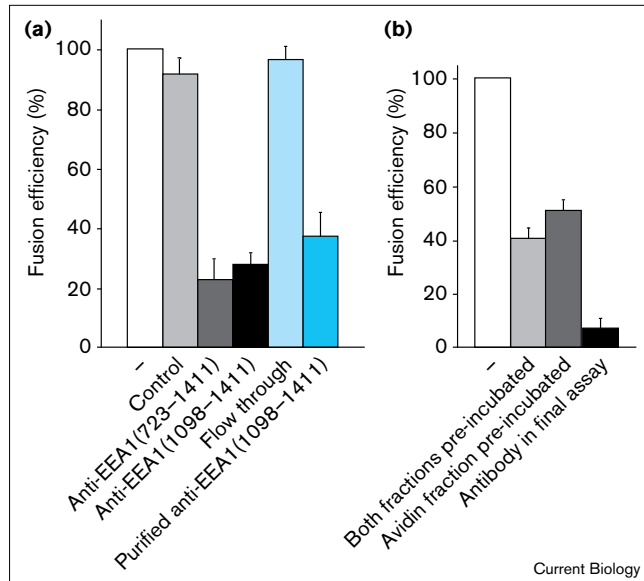 (a)
Fusion efficiency (%)
100
80
60
40
20
0
–
Control
Anti-EEA1(723–1411)
Anti-EEA1(1098–1411)
Flow through
Purified anti-EEA1(1098–1411)
(b)
Fusion efficiency (%)
100
80
60
40
20
0
–
Both fractions pre-incubated
Avidin fraction pre-incubated
Antibody in final assay
Current Biology